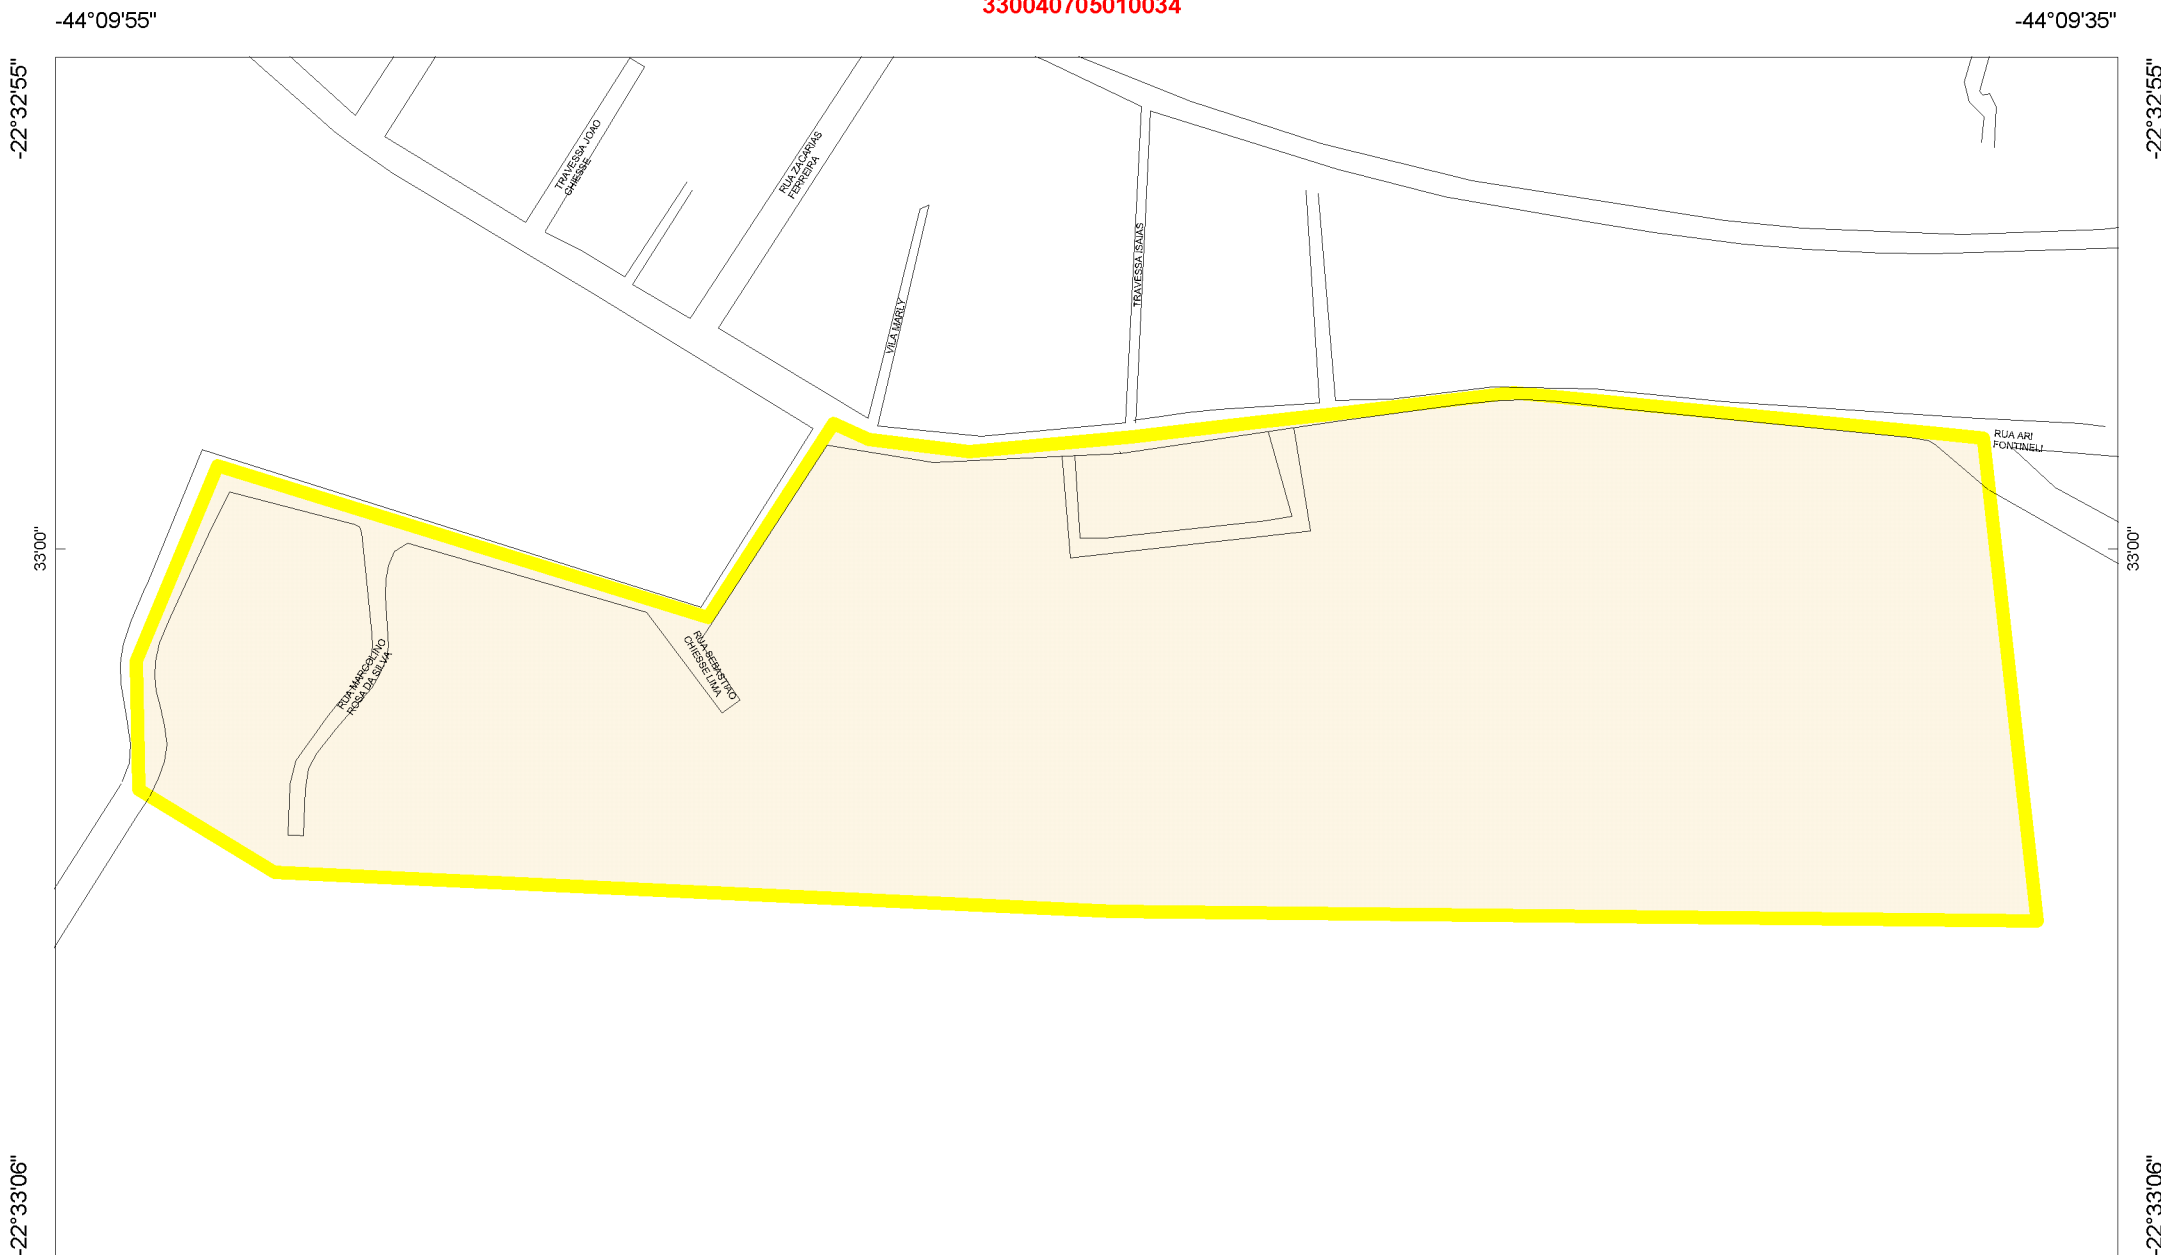 330040705010034
-44°09'55"
-44°09'35"
-22°32'55"
-22°32'55"
TRAVESSA JOAO
CHIESSE
RUA ZACARIAS
FERREIRA
VILA MARLY
TRAVESSA ISAIAS
RUA ARI
FONTINELI
33'00"
33'00"
RUA MARCOLINO
ROSA DA SILVA
RUA SEBASTIAO
CHIESSE LIMA
-22°33'06"
-22°33'06"